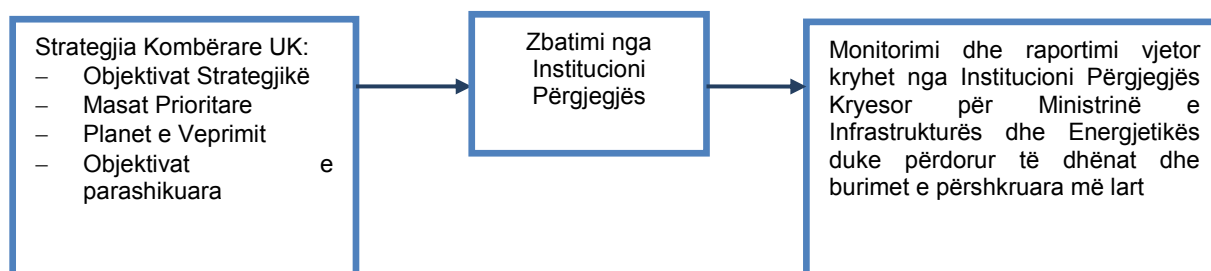 Strategjia Kombërare UK:
− Objektivat Strategjikë
− Masat Prioritare
− Planet e Veprimit
− Objektivat e
parashikuara
Zbatimi nga
Institucioni
Përgjegjës
Monitorimi dhe raportimi vjetor
kryhet nga Institucioni Përgjegjës
Kryesor për Ministrinë e
Infrastrukturës dhe Energjetikës
duke përdorur të dhënat dhe
burimet e përshkruara më lart